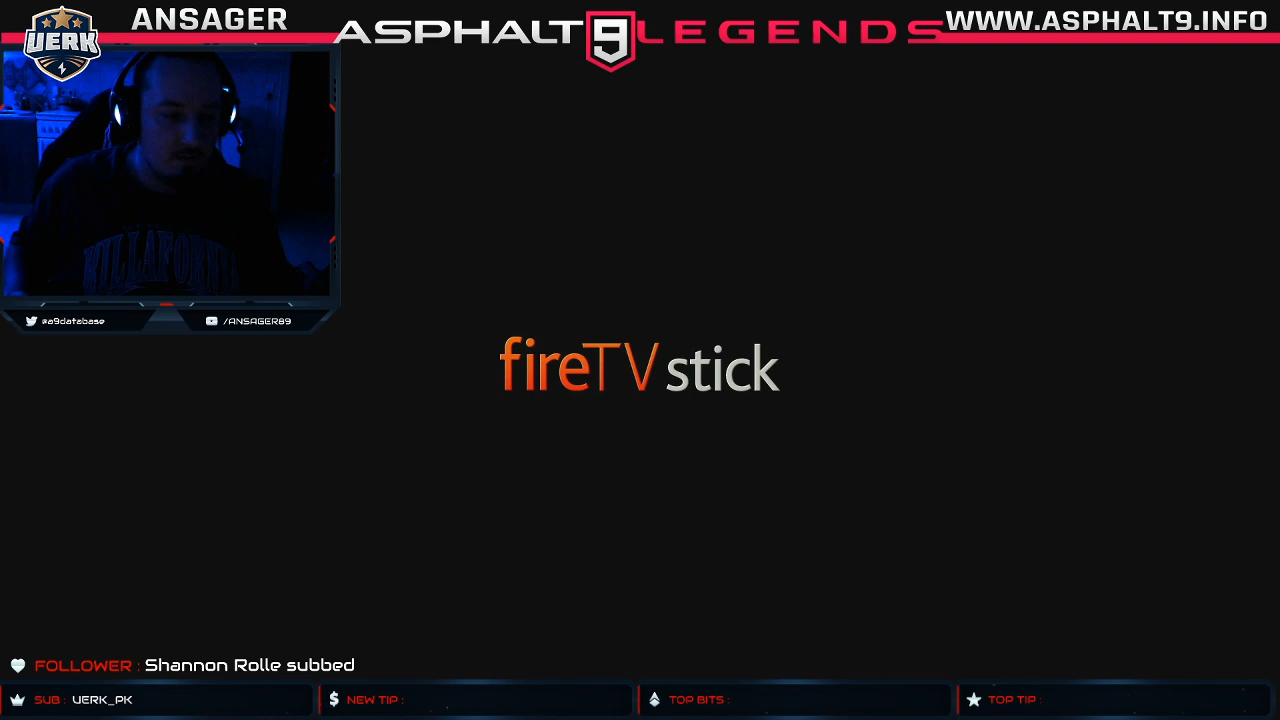 UERK
ANSAGER
ASPHALT 9 LEGENDS
WWW.ASPHALT9.INFO
KILLAFORNIA
@a9database
/ANSAGER89
fireTV stick
FOLLOWER : Shannon Rolle subbed
SUB : UERK_PK
NEW TIP :
TOP BITS :
TOP TIP :